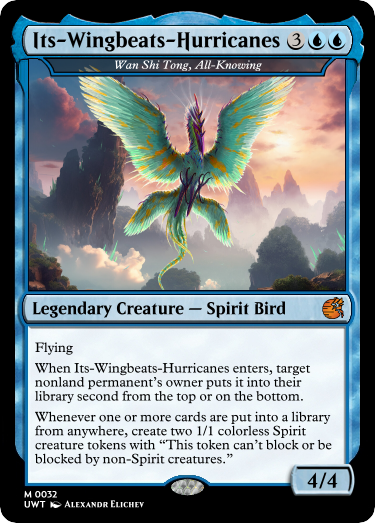 Its-Wingbeats-Hurricanes 3
Wan Shi Tong, All-Knowing
Legendary Creature — Spirit Bird
Flying
When Its-Wingbeats-Hurricanes enters, target
nonland permanent's owner puts it into their
library second from the top or on the bottom.
Whenever one or more cards are put into a library
from anywhere, create two 1/1 colorless Spirit
creature tokens with “This token can't block or be
blocked by non-Spirit creatures.”
4/4
M 0032
UWT Alexandr Elichev